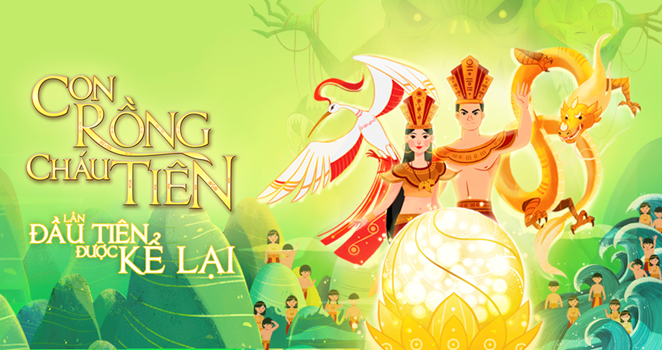 CON
RỒNG
CHÁU TIÊN
LẦN
ĐẦU TIÊN
ĐƯỢC KỂ LẠI